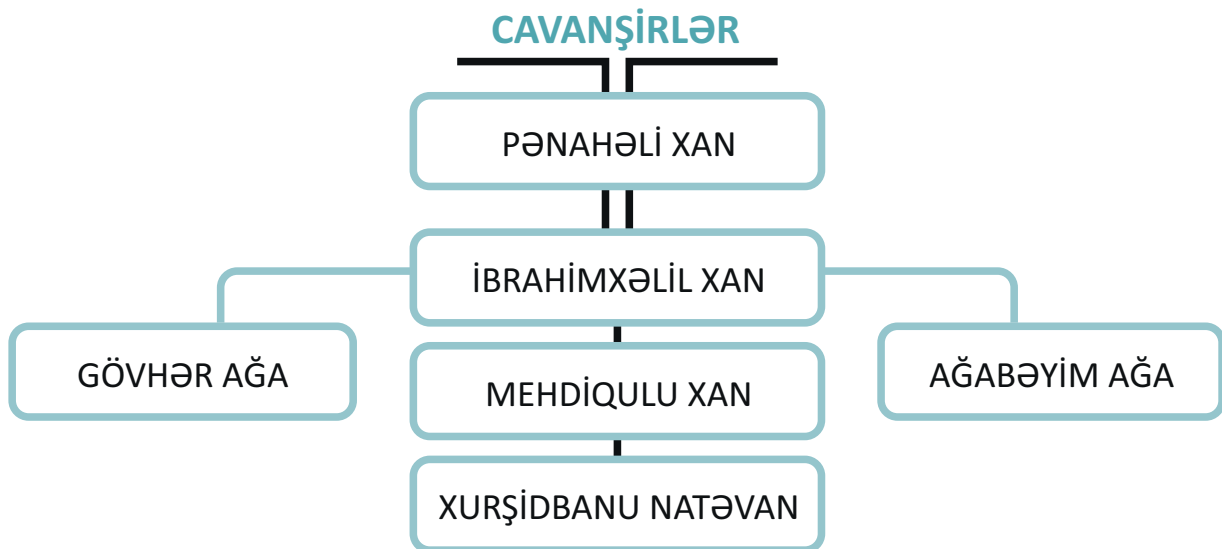 CAVANŞİRLƏR
PƏNAHƏLİ XAN
İBRAHİMXƏLİL XAN
GÖVHƏR AĞA
AĞABƏYİM AĞA
MEHDİQULU XAN
XURŞİDBANU NATƏVAN